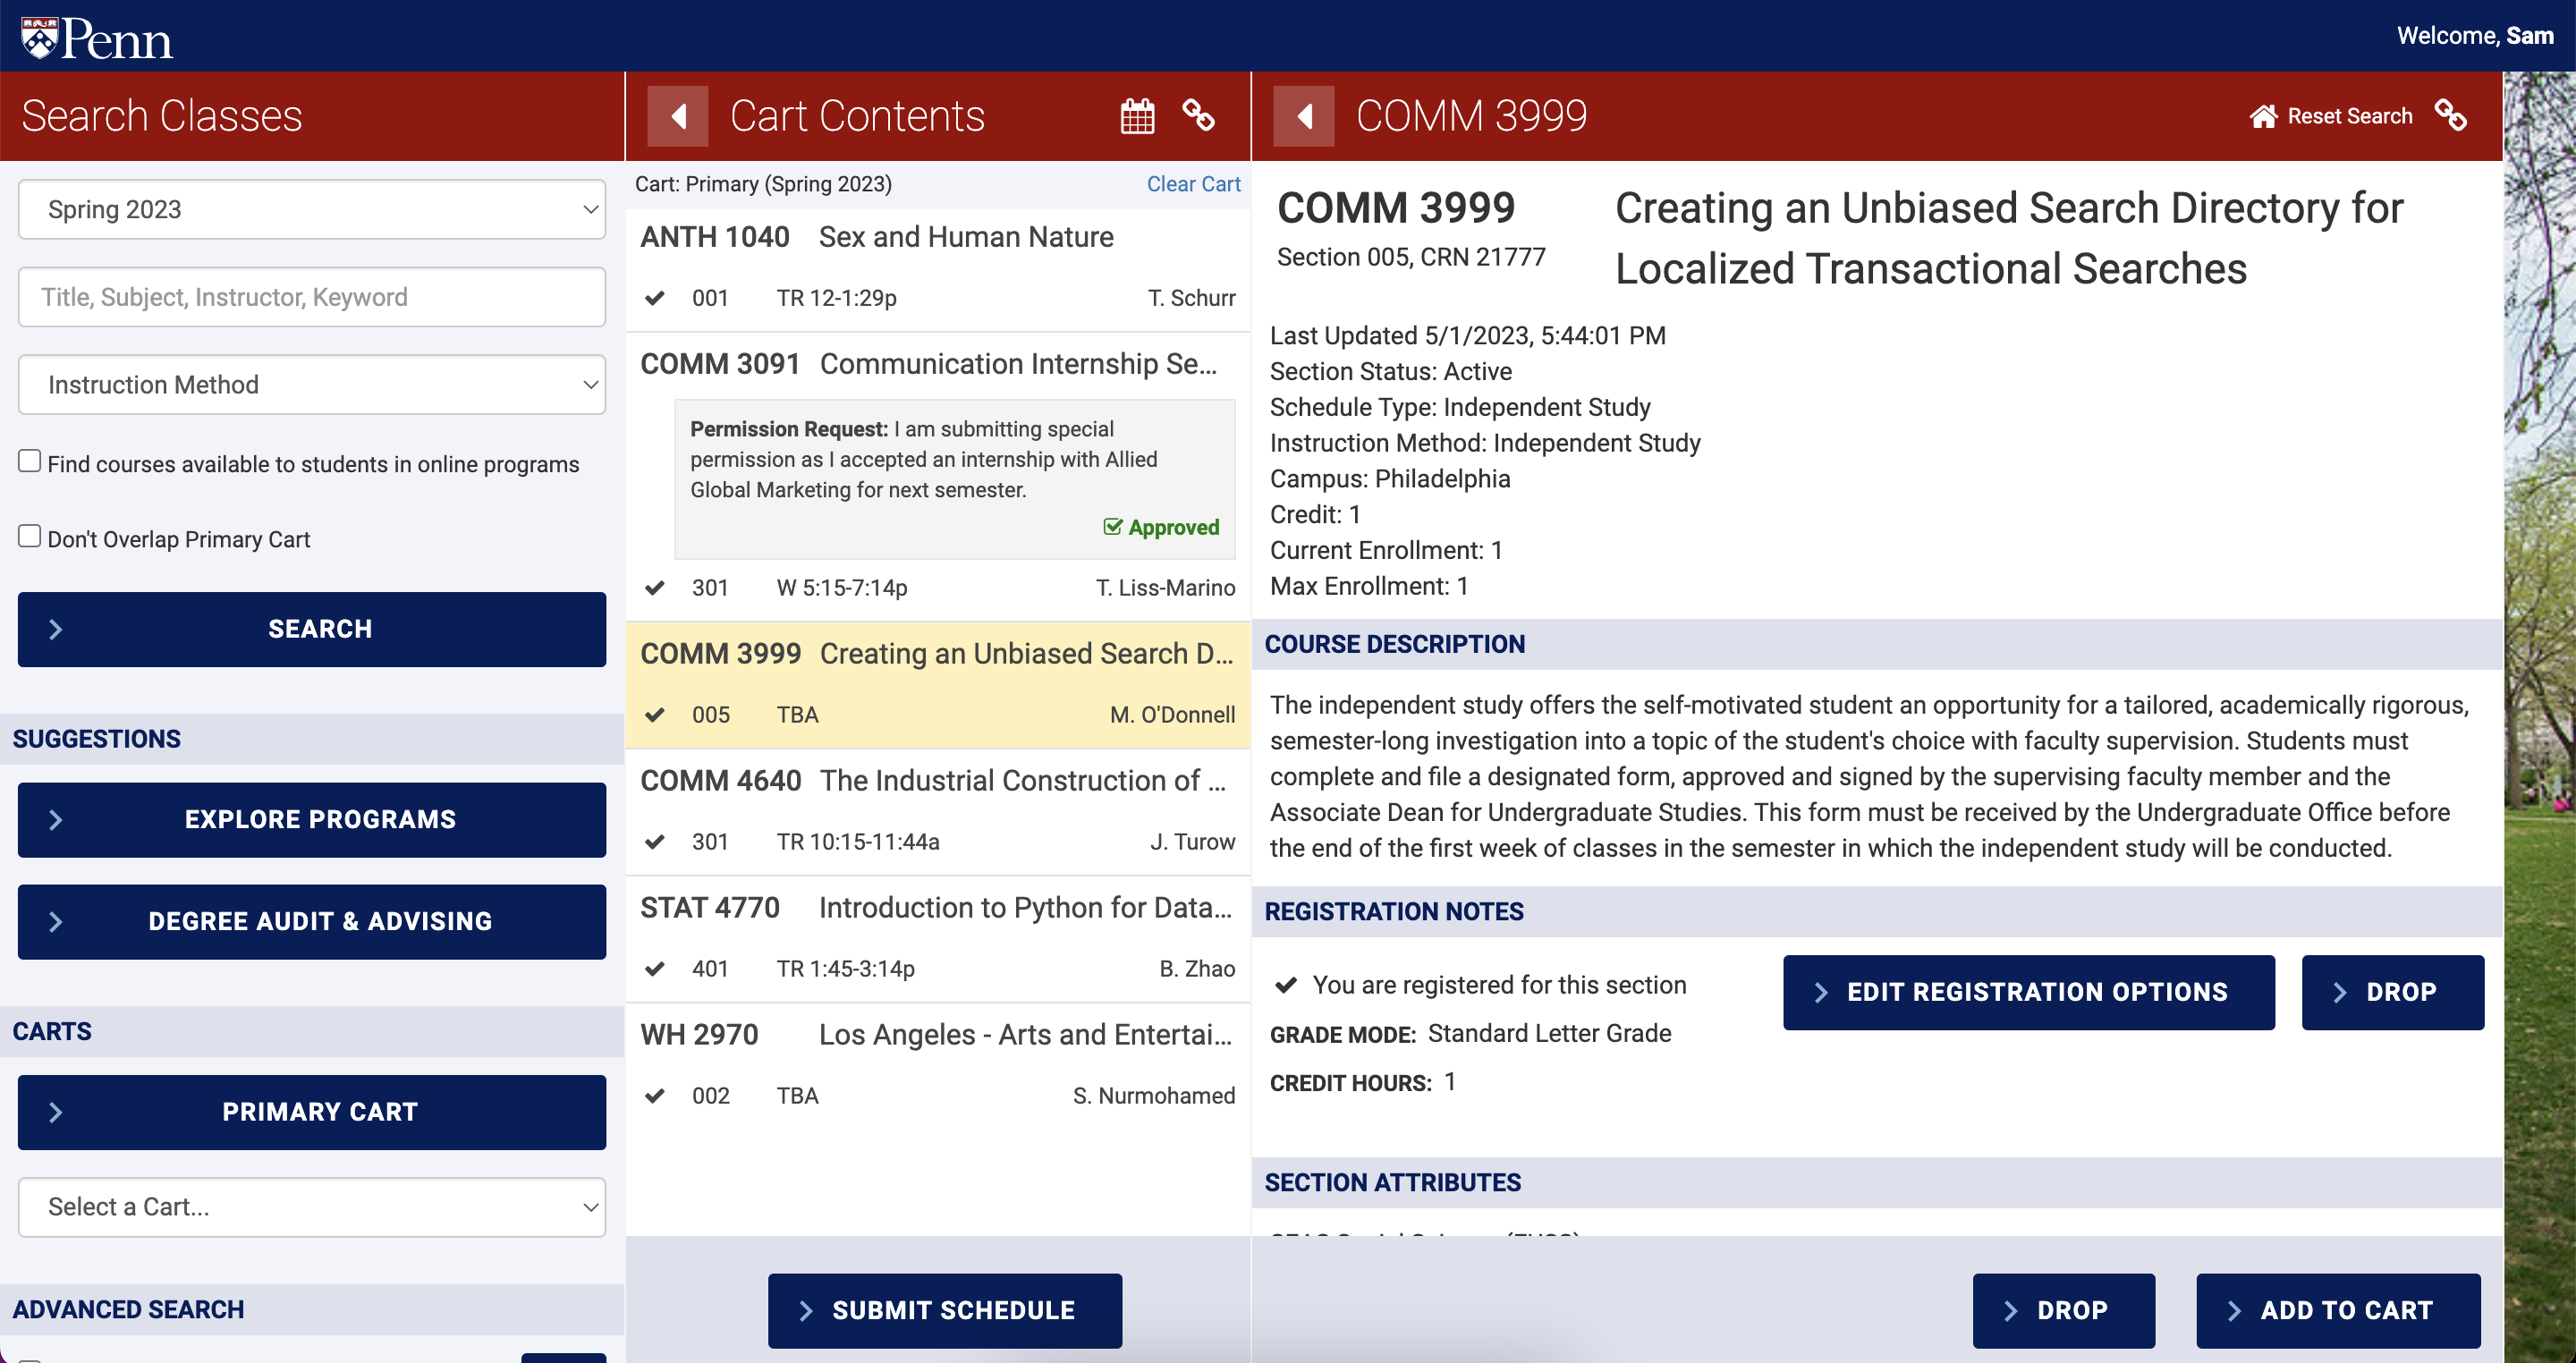 Penn
Welcome, Sam
Search Classes
Spring 2023
Title, Subject, Instructor, Keyword
Instruction Method
Find courses available to students in online programs
Don't Overlap Primary Cart
SEARCH
SUGGESTIONS
EXPLORE PROGRAMS
DEGREE AUDIT & ADVISING
CARTS
PRIMARY CART
Select a Cart...
ADVANCED SEARCH
Cart Contents
Cart: Primary (Spring 2023) Clear Cart
ANTH 1040 Sex and Human Nature
001 TR 12-1:29p T. Schurr
COMM 3091 Communication Internship Se...
Permission Request: I am submitting special
permission as I accepted an internship with Allied
Global Marketing for next semester.
Approved
301 W 5:15-7:14p T. Liss-Marino
COMM 3999 Creating an Unbiased Search D...
005 TBA M. O'Donnell
COMM 4640 The Industrial Construction of ...
301 TR 10:15-11:44a J. Turow
STAT 4770 Introduction to Python for Data...
401 TR 1:45-3:14p B. Zhao
WH 2970 Los Angeles - Arts and Entertai...
002 TBA S. Nurmohamed
SUBMIT SCHEDULE
COMM 3999 Reset Search
COMM 3999 Creating an Unbiased Search Directory for
Section 005, CRN 21777 Localized Transactional Searches
Last Updated 5/1/2023, 5:44:01 PM
Section Status: Active
Schedule Type: Independent Study
Instruction Method: Independent Study
Campus: Philadelphia
Credit: 1
Current Enrollment: 1
Max Enrollment: 1
COURSE DESCRIPTION
The independent study offers the self-motivated student an opportunity for a tailored, academically rigorous,
semester-long investigation into a topic of the student's choice with faculty supervision. Students must
complete and file a designated form, approved and signed by the supervising faculty member and the
Associate Dean for Undergraduate Studies. This form must be received by the Undergraduate Office before
the end of the first week of classes in the semester in which the independent study will be conducted.
REGISTRATION NOTES
You are registered for this section EDIT REGISTRATION OPTIONS DROP
GRADE MODE: Standard Letter Grade
CREDIT HOURS: 1
SECTION ATTRIBUTES
DROP ADD TO CART